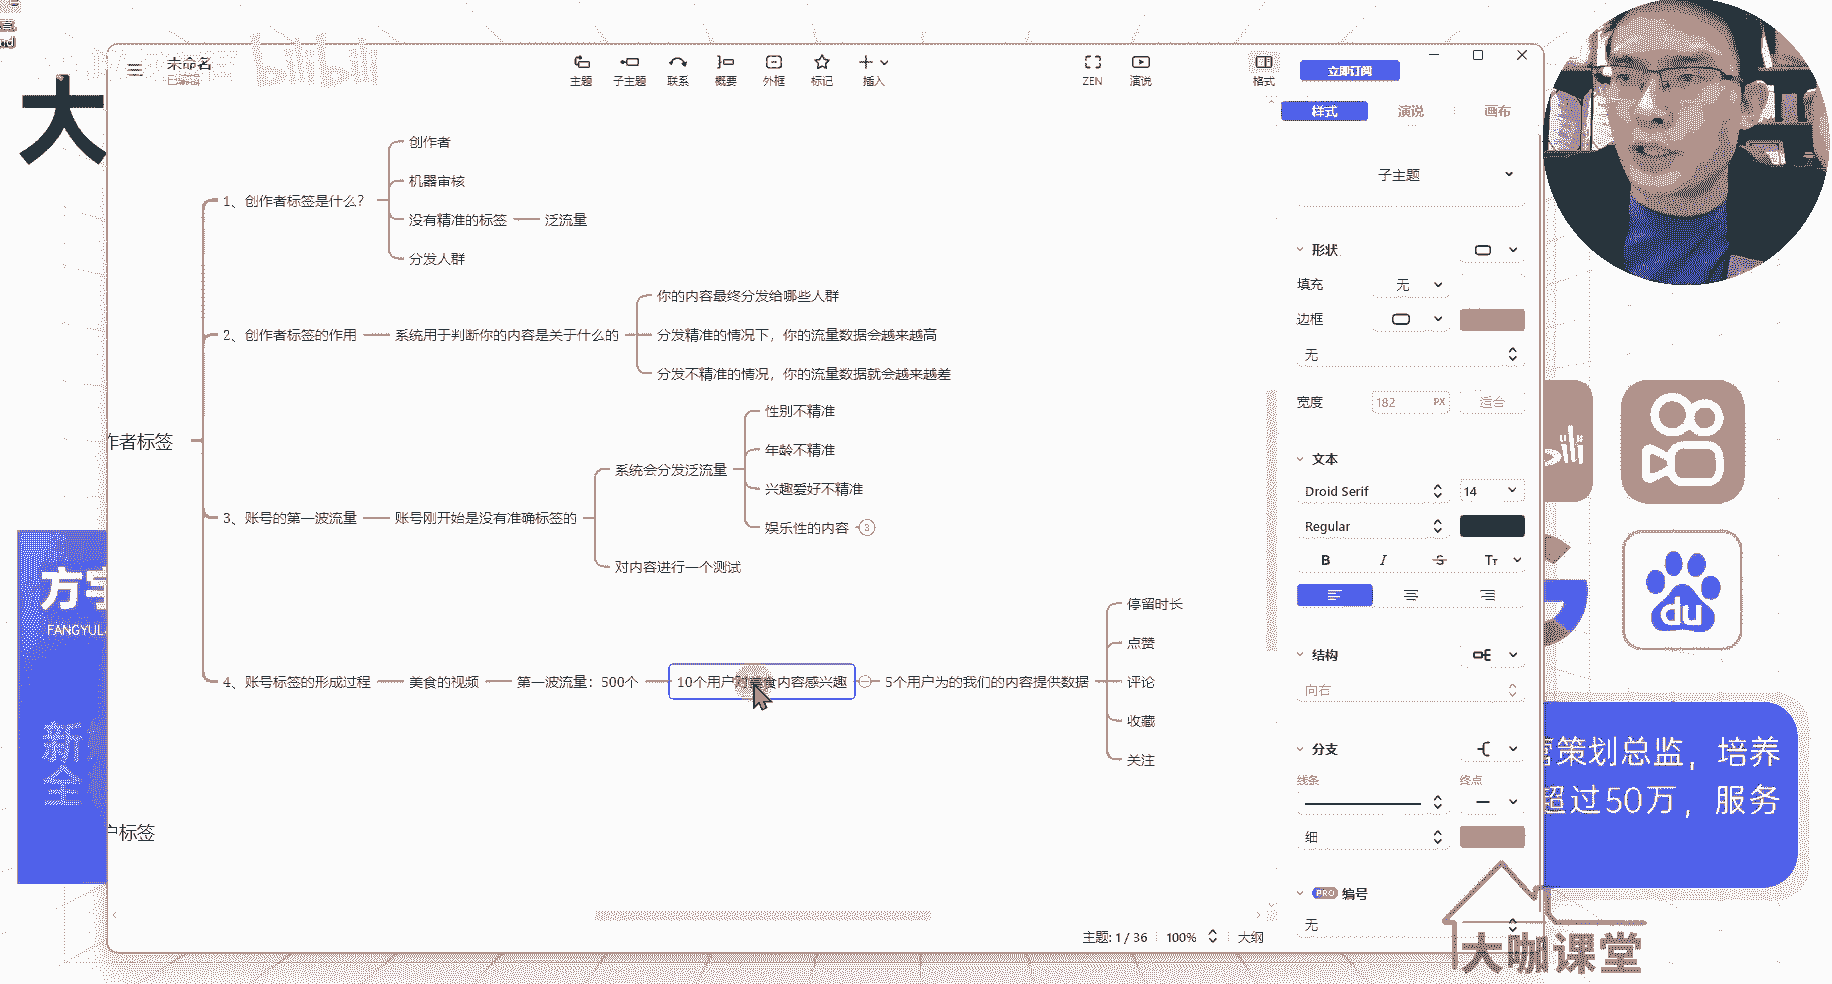 大
bilibili
未命名
已编辑
主题
子主题
联系
概要
外框
标记
插入
ZEN
演说
格式
立即订阅
样式
演说
画布
子主题
形状
填充
无
边框
无
宽度
182
PX
适合
文本
Droid Serif
14
Regular
B
I
S
Tт
结构
向右
分支
线条
终点
细
PRO 编号
无
作者标签
1、创作者标签是什么？
创作者
机器审核
没有精准的标签
泛流量
分发人群
2、创作者标签的作用
系统用于判断你的内容是关于什么的
你的内容最终分发给哪些人群
分发精准的情况下，你的流量数据会越来越高
分发不精准的情况，你的流量数据就会越来越差
3、账号的第一波流量
账号刚开始是没有准确标签的
系统会分发泛流量
性别不精准
年龄不精准
兴趣爱好不精准
娱乐性的内容
3
对内容进行一个测试
4、账号标签的形成过程
美食的视频
第一波流量：500个
10个用户对美食内容感兴趣
5个用户为的我们的内容提供数据
停留时长
点赞
评论
收藏
关注
户标签
主题: 1 / 36
100%
大纲
方宇
FANGYUL
新
全
du
营策划总监，培养
超过50万，服务
大咖课堂